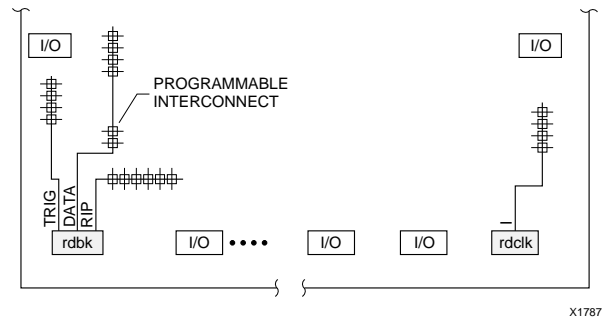 I/O
I/O
PROGRAMMABLE
INTERCONNECT
TRIG
DATA
RIP
I
rdbk
I/O
I/O
I/O
rdclk
X1787